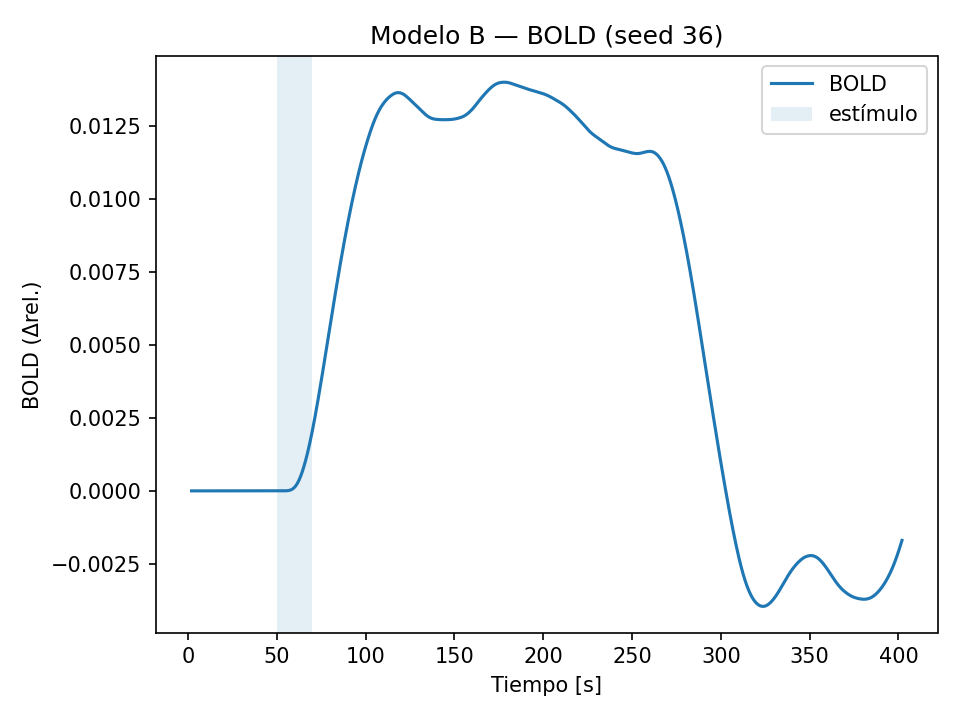 Modelo B — BOLD (seed 36)
BOLD
estímulo
BOLD (Δrel.)
0.0125
0.0100
0.0075
0.0050
0.0025
0.0000
−0.0025
0 50 100 150 200 250 300 350 400
Tiempo [s]